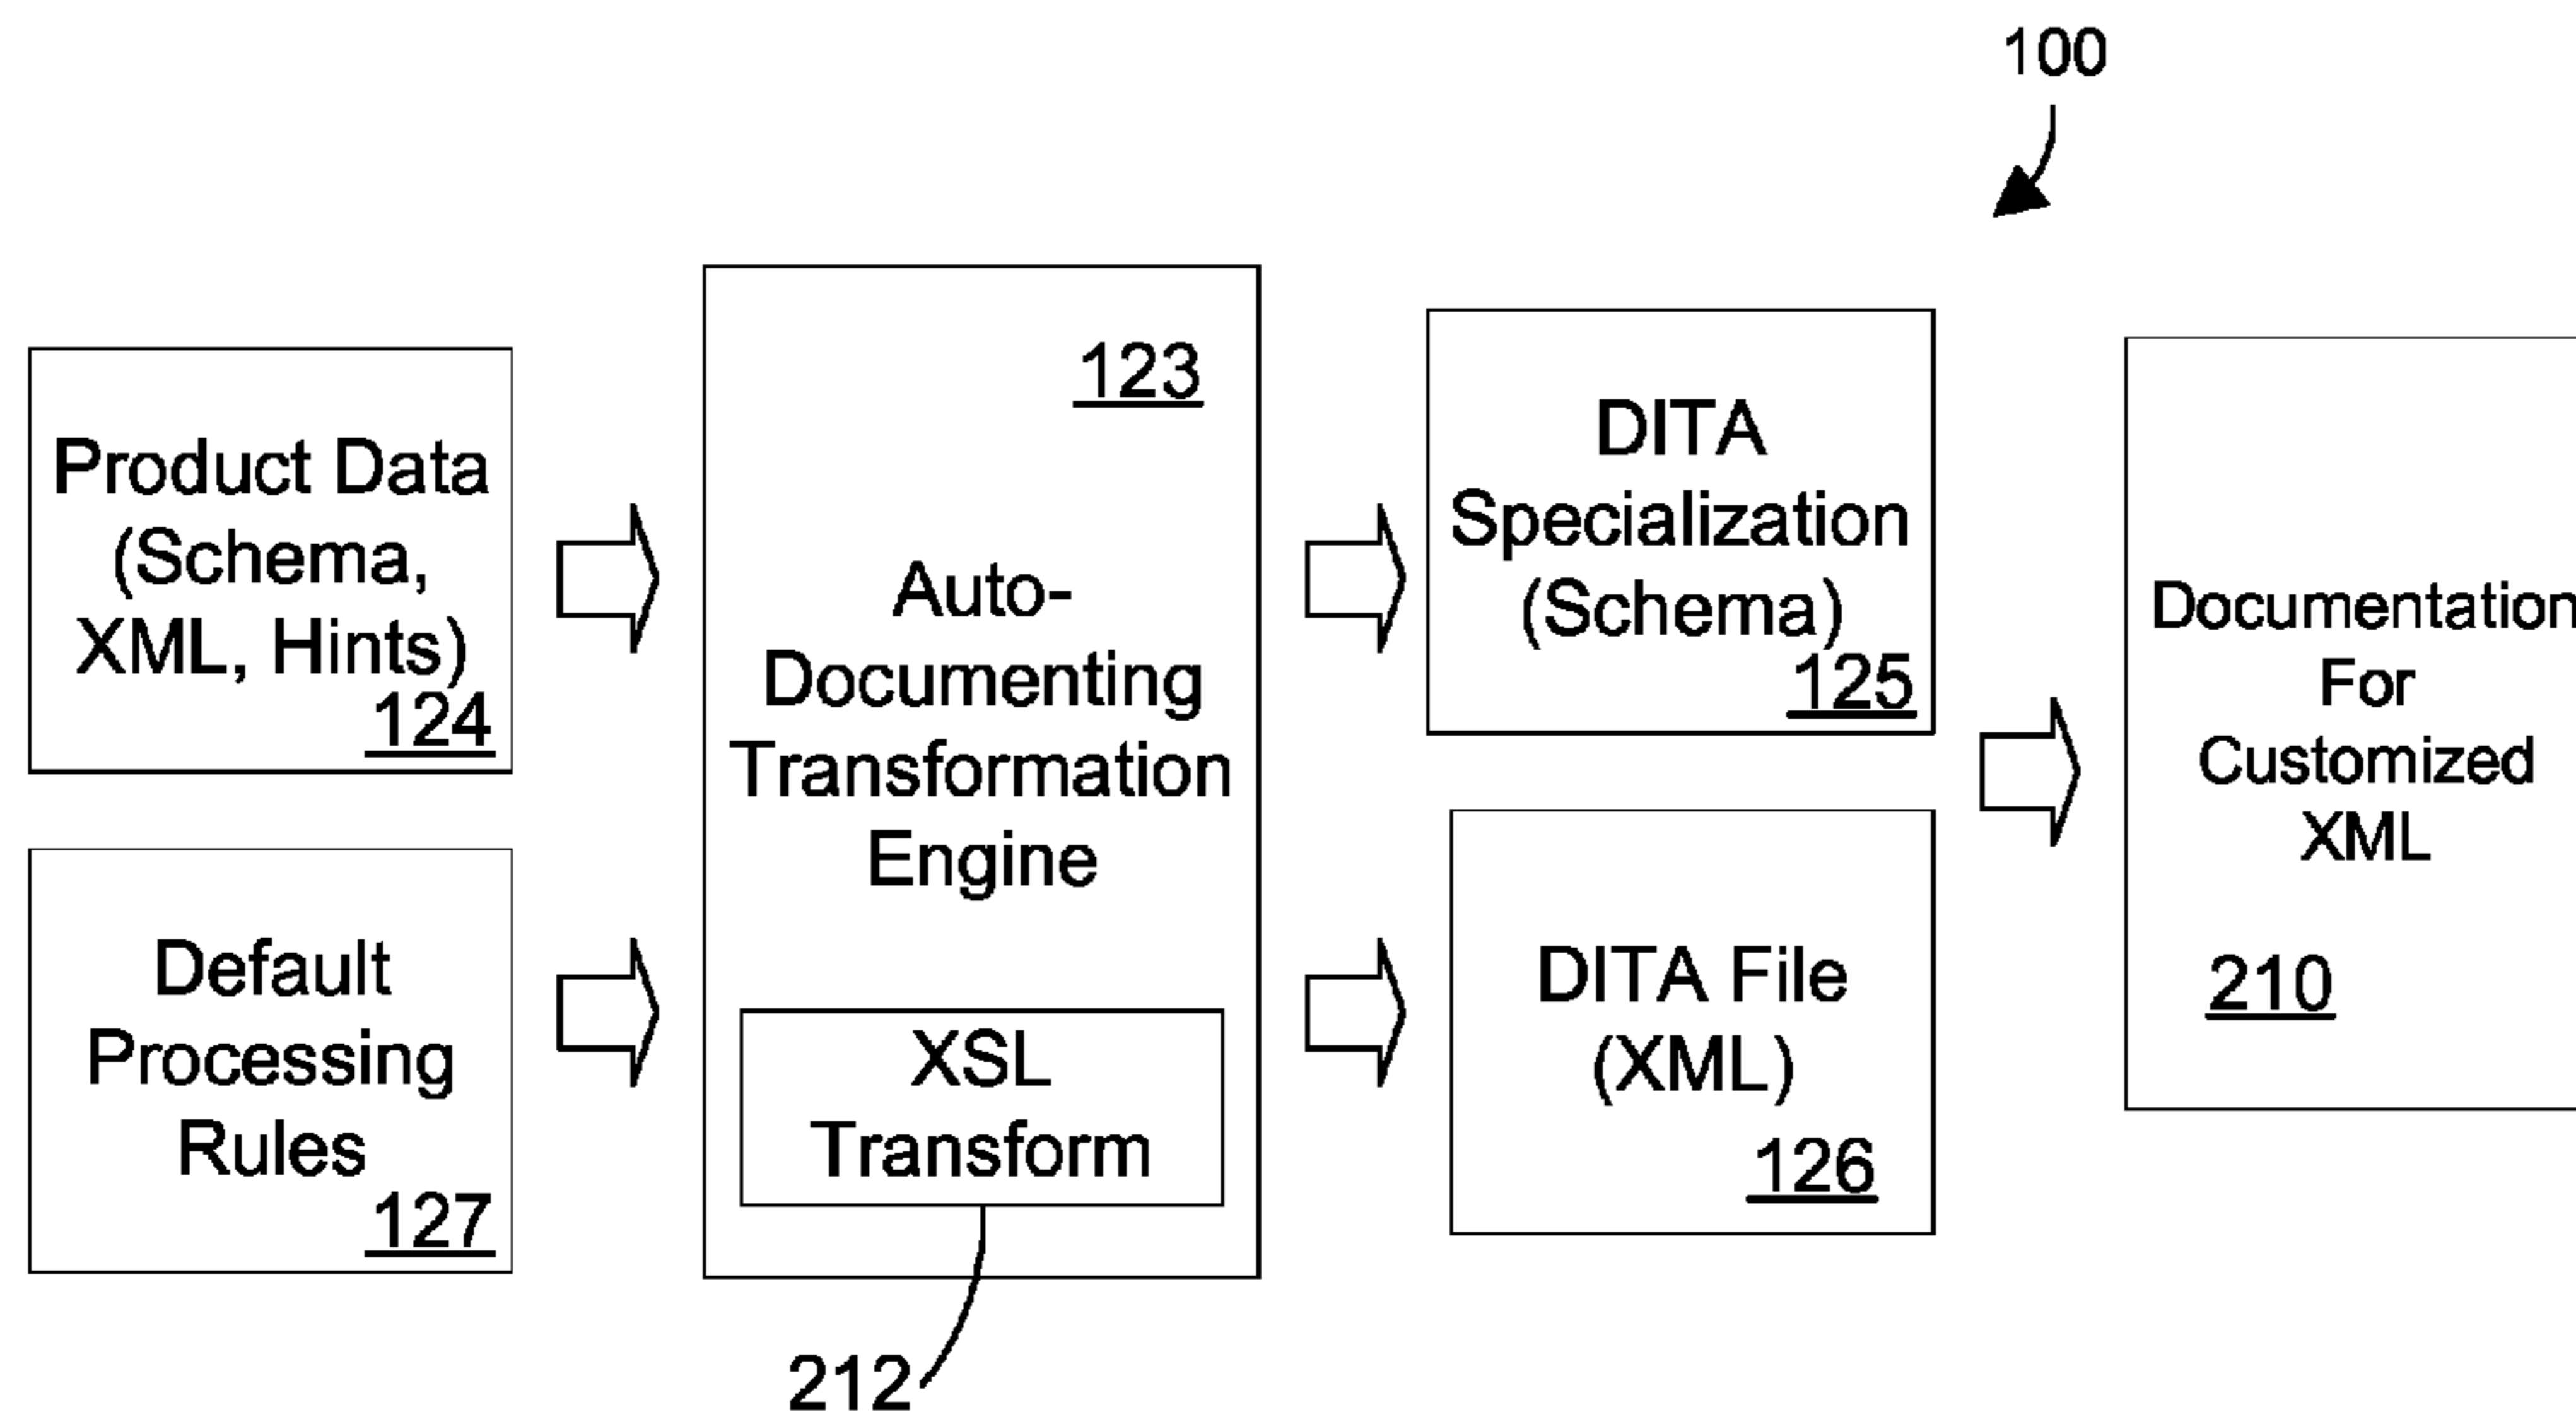 100
Product Data
(Schema,
XML, Hints)
124
Default
Processing
Rules
127
123
Auto-
Documenting
Transformation
Engine
XSL
Transform
212
DITA
Specialization
(Schema)
125
DITA File
(XML)
126
Documentation
For
Customized
XML
210